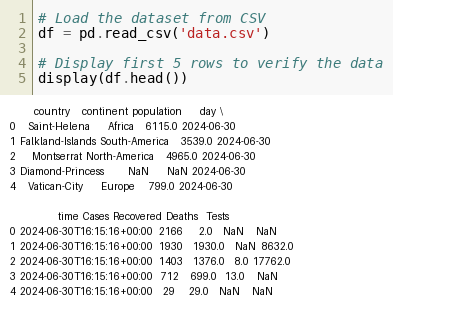 1 # Load the dataset from CSV
2 df = pd.read_csv('data.csv')
3
4 # Display first 5 rows to verify the data
5 display(df.head())
country continent population day \
0 Saint-Helena Africa 6115.0 2024-06-30
1 Falkland-Islands South-America 3539.0 2024-06-30
2 Montserrat North-America 4965.0 2024-06-30
3 Diamond-Princess NaN NaN 2024-06-30
4 Vatican-City Europe 799.0 2024-06-30
time Cases Recovered Deaths Tests
0 2024-06-30T16:15:16+00:00 2166 2.0 NaN NaN
1 2024-06-30T16:15:16+00:00 1930 1930.0 NaN 8632.0
2 2024-06-30T16:15:16+00:00 1403 1376.0 8.0 17762.0
3 2024-06-30T16:15:16+00:00 712 699.0 13.0 NaN
4 2024-06-30T16:15:16+00:00 29 29.0 NaN NaN